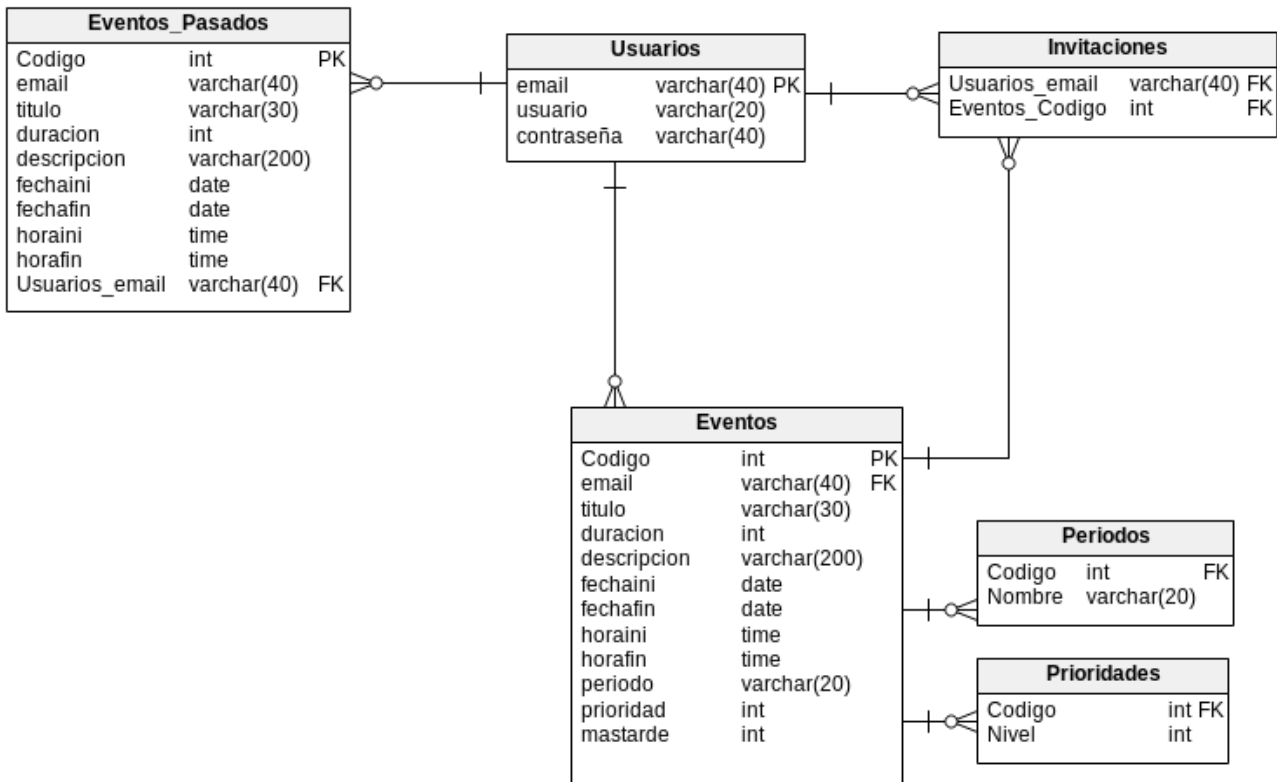 Eventos_Pasados
Codigo int PK
email varchar(40)
titulo varchar(30)
duracion int
descripcion varchar(200)
fechaini date
fechafin date
horaini time
horafin time
Usuarios_email varchar(40) FK
Usuarios
email varchar(40) PK
usuario varchar(20)
contraseña varchar(40)
Invitaciones
Usuarios_email varchar(40) FK
Eventos_Codigo int FK
Eventos
Codigo int PK
email varchar(40) FK
titulo varchar(30)
duracion int
descripcion varchar(200)
fechaini date
fechafin date
horaini time
horafin time
periodo varchar(20)
prioridad int
mastarde int
Periodos
Codigo int FK
Nombre varchar(20)
Prioridades
Codigo int FK
Nivel int